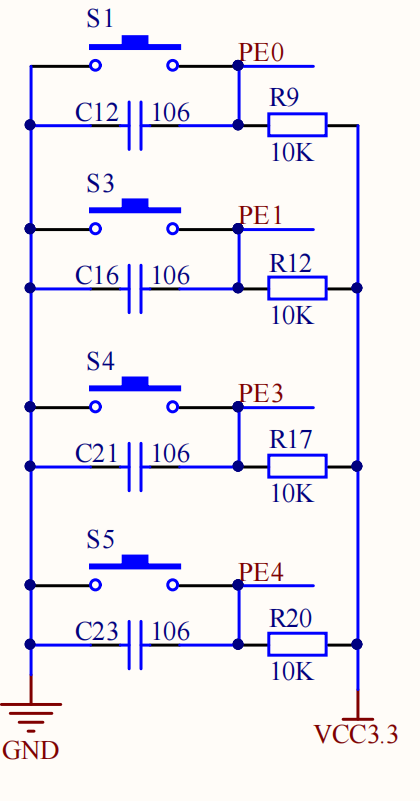 S1
PE0
C12 106 R9
10K
S3
PE1
C16 106 R12
10K
S4
PE3
C21 106 R17
10K
S5
PE4
C23 106 R20
10K
GND VCC3.3